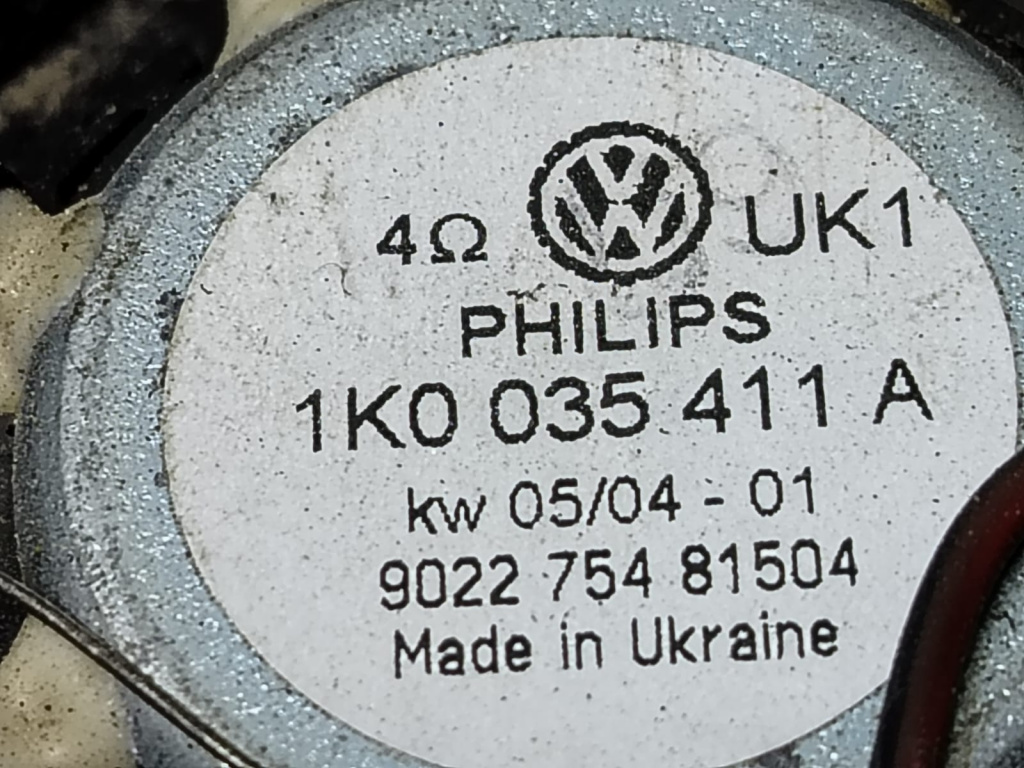 4Ω UK1
PHILIPS
1K0 035 411 A
kw 05/04 - 01
9022 754 81504
Made in Ukraine